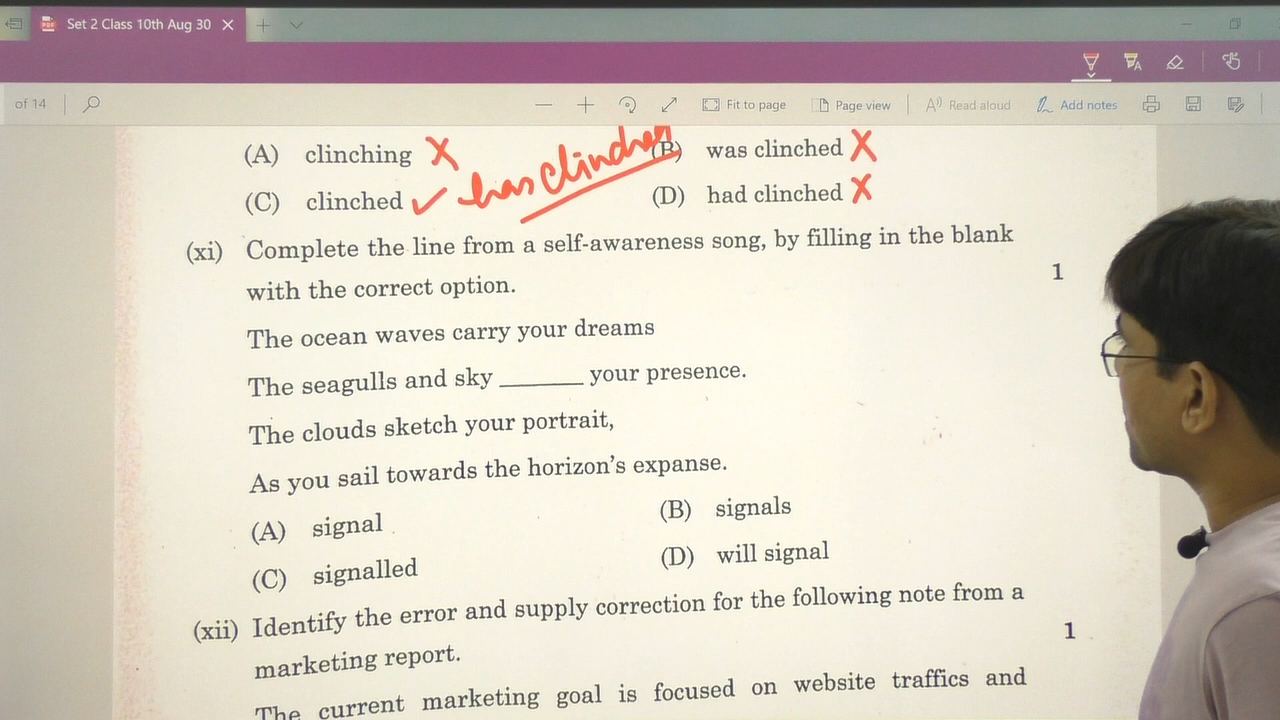 Set 2 Class 10th Aug 30
of 14
Fit to page
Page view
Read aloud
Add notes
(A) clinching X has clinched (B) was clinched X
(C) clinched ✓ (D) had clinched X
(xi) Complete the line from a self-awareness song, by filling in the blank
with the correct option. 1
The ocean waves carry your dreams
The seagulls and sky _______ your presence.
The clouds sketch your portrait,
As you sail towards the horizon's expanse.
(A) signal (B) signals
(C) signalled (D) will signal
(xii) Identify the error and supply correction for the following note from a
marketing report. 1
The current marketing goal is focused on website traffics and